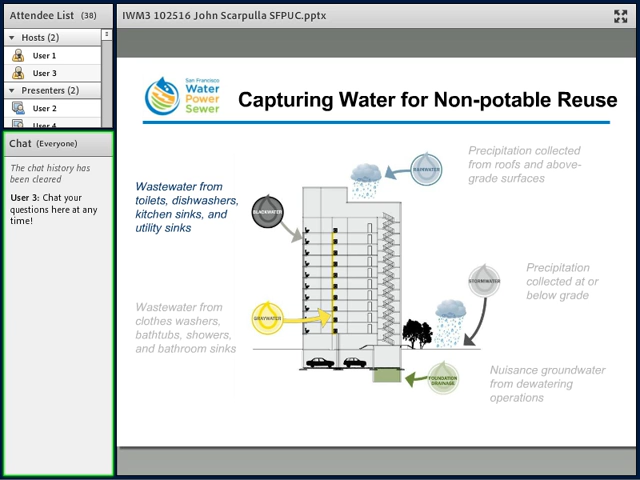 Attendee List (38)
Hosts (2)
User 1
User 3
Presenters (2)
User 2
User 4
Chat (Everyone)
The chat history has
been cleared
User 3: Chat your
questions here at any
time!
IWM3 102516 John Scarpulla SFPUC.pptx
San Francisco
Water
Power
Sewer
Capturing Water for Non-potable Reuse
Precipitation collected
from roofs and above-
grade surfaces
RAINWATER
Wastewater from
toilets, dishwashers,
kitchen sinks, and
utility sinks
BLACKWATER
Precipitation
collected at or
below grade
STORMWATER
Wastewater from
clothes washers,
bathtubs, showers,
and bathroom sinks
GRAYWATER
Nuisance groundwater
from dewatering
operations
FOUNDATION
DRAINAGE